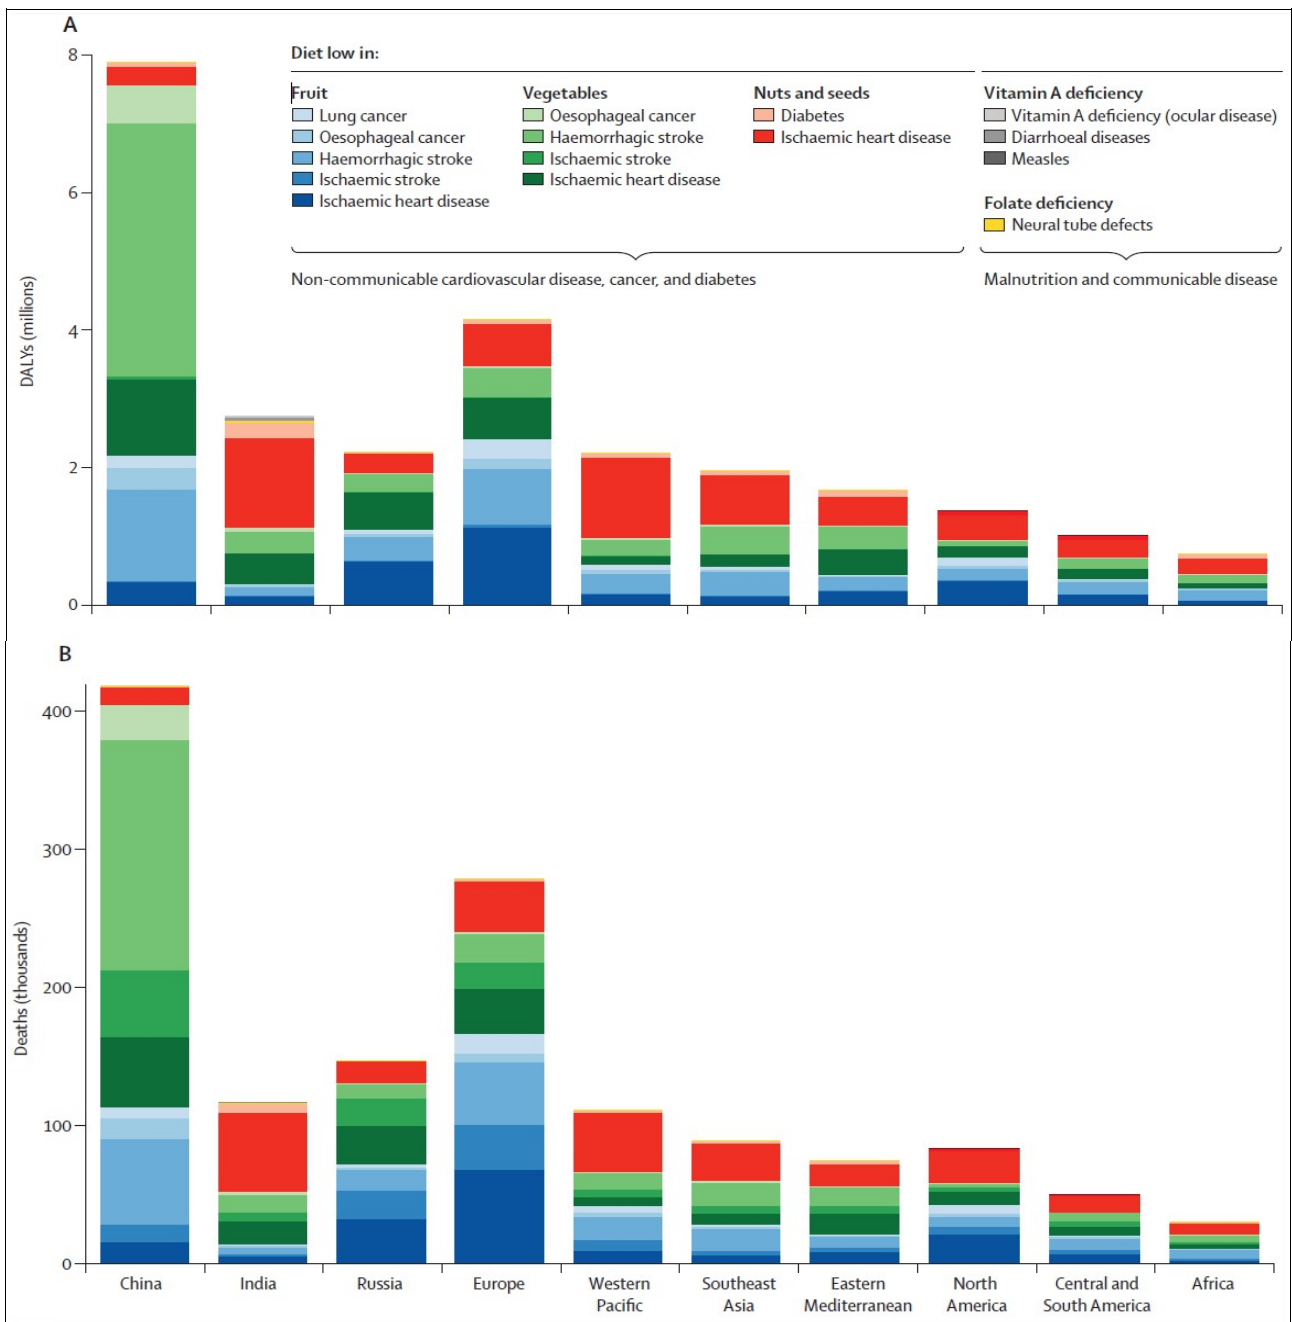 A
Diet low in:
Fruit
Lung cancer
Oesophageal cancer
Haemorrhagic stroke
Ischaemic stroke
Ischaemic heart disease
Vegetables
Oesophageal cancer
Haemorrhagic stroke
Ischaemic stroke
Ischaemic heart disease
Nuts and seeds
Diabetes
Ischaemic heart disease
Vitamin A deficiency
Vitamin A deficiency (ocular disease)
Diarrhoeal diseases
Measles
Folate deficiency
Neural tube defects
Non-communicable cardiovascular disease, cancer, and diabetes
Malnutrition and communicable disease
DALYs (millions)
8
6
4
2
0
B
Deaths (thousands)
400
300
200
100
0
China
India
Russia
Europe
Western
Pacific
Southeast
Asia
Eastern
Mediterranean
North
America
Central and
South America
Africa